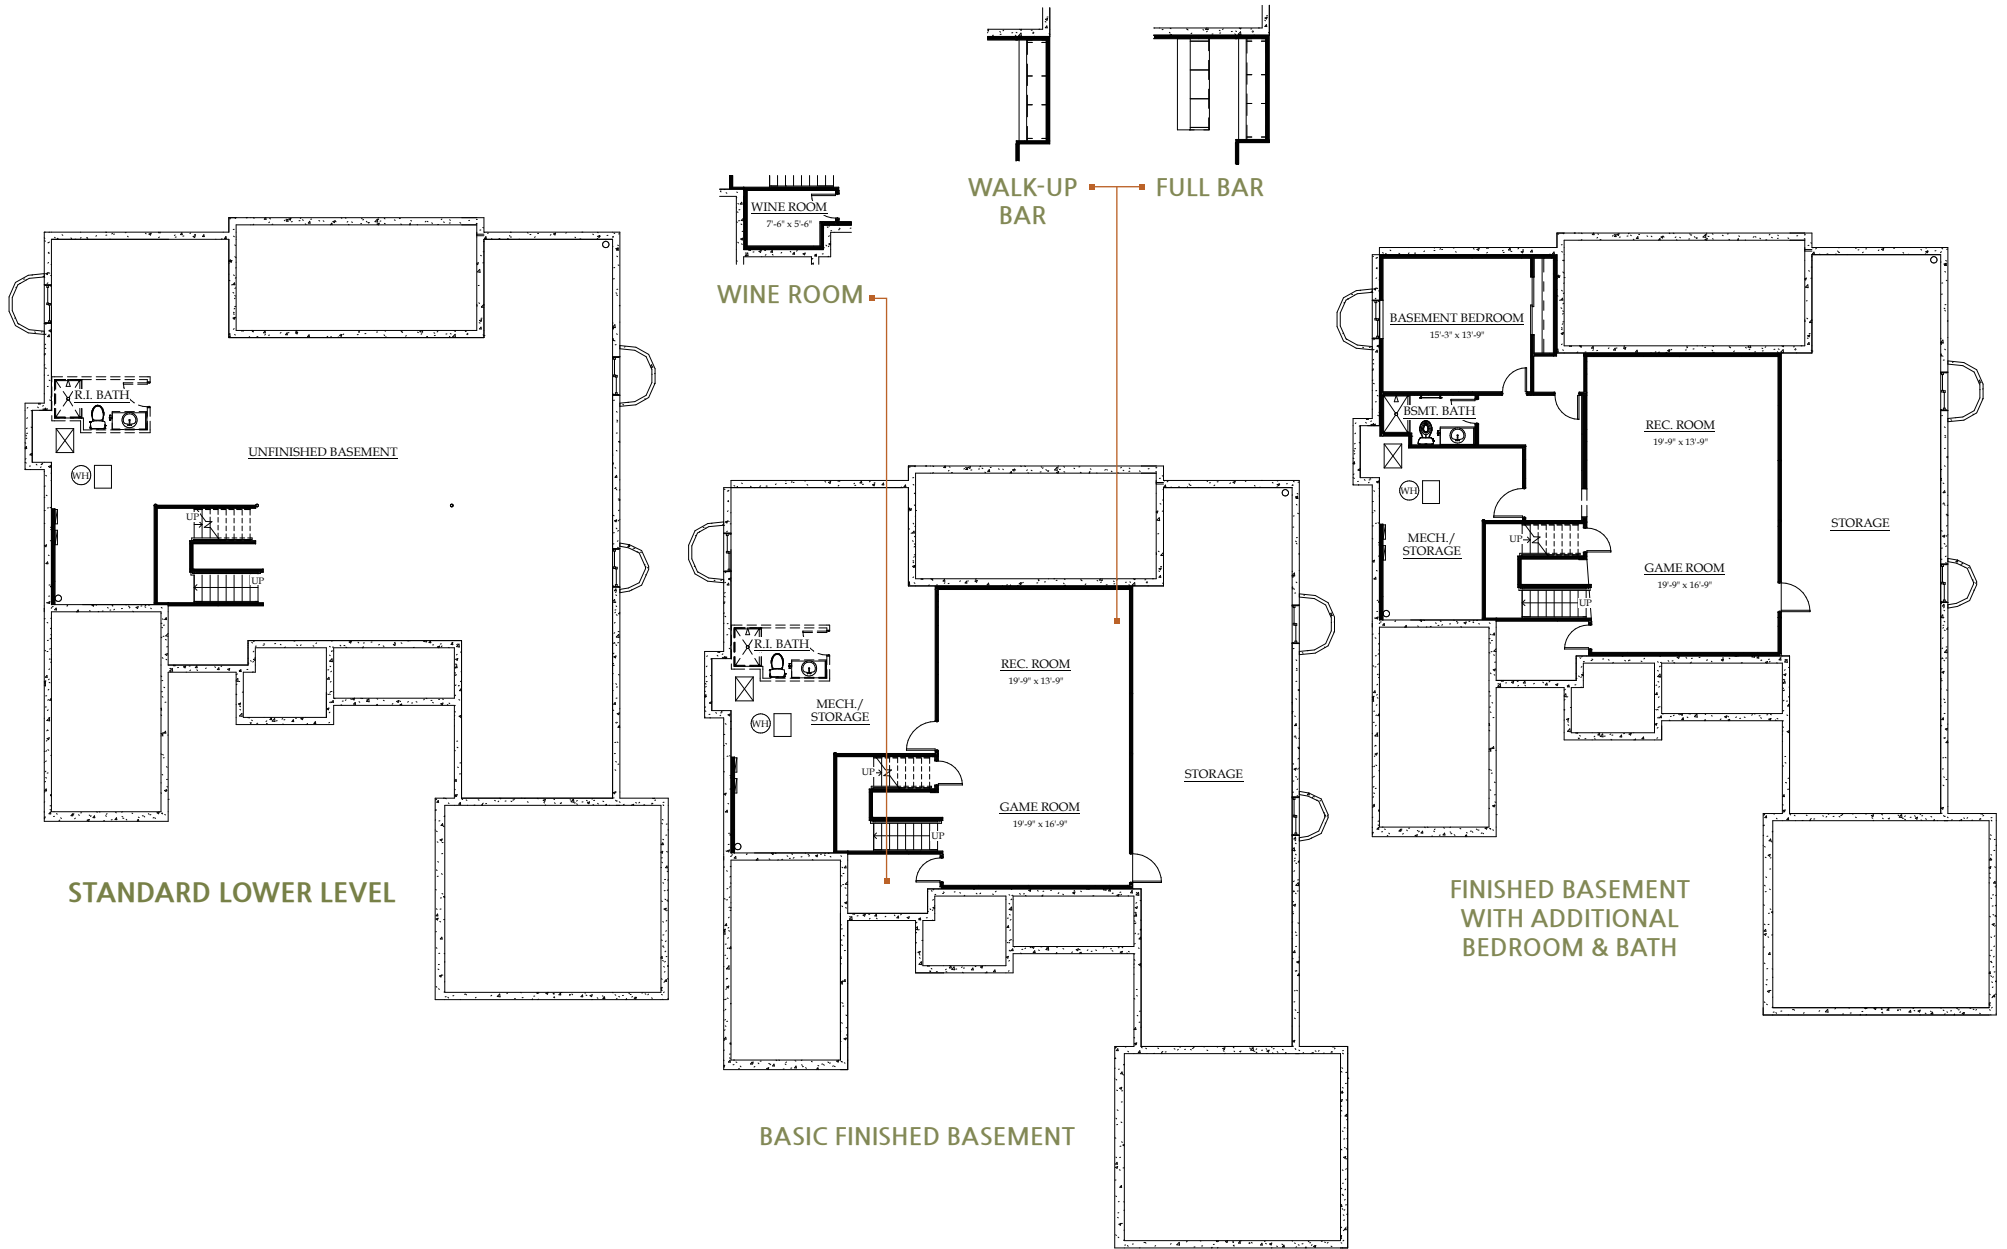 WALK-UP
BAR
FULL BAR
WINE ROOM
7'-6" x 5'-6"
WINE ROOM
R.I. BATH
UNFINISHED BASEMENT
WH
UP
UP
STANDARD LOWER LEVEL
R.I. BATH
REC. ROOM
19'-9" x 13'-9"
MECH./
STORAGE
WH
UP
STORAGE
GAME ROOM
19'-9" x 16'-9"
UP
BASIC FINISHED BASEMENT
BASEMENT BEDROOM
15'-3" x 13'-9"
BSMT. BATH
REC. ROOM
19'-9" x 13'-9"
WH
STORAGE
MECH./
STORAGE
UP
GAME ROOM
19'-9" x 16'-9"
UP
FINISHED BASEMENT
WITH ADDITIONAL
BEDROOM & BATH